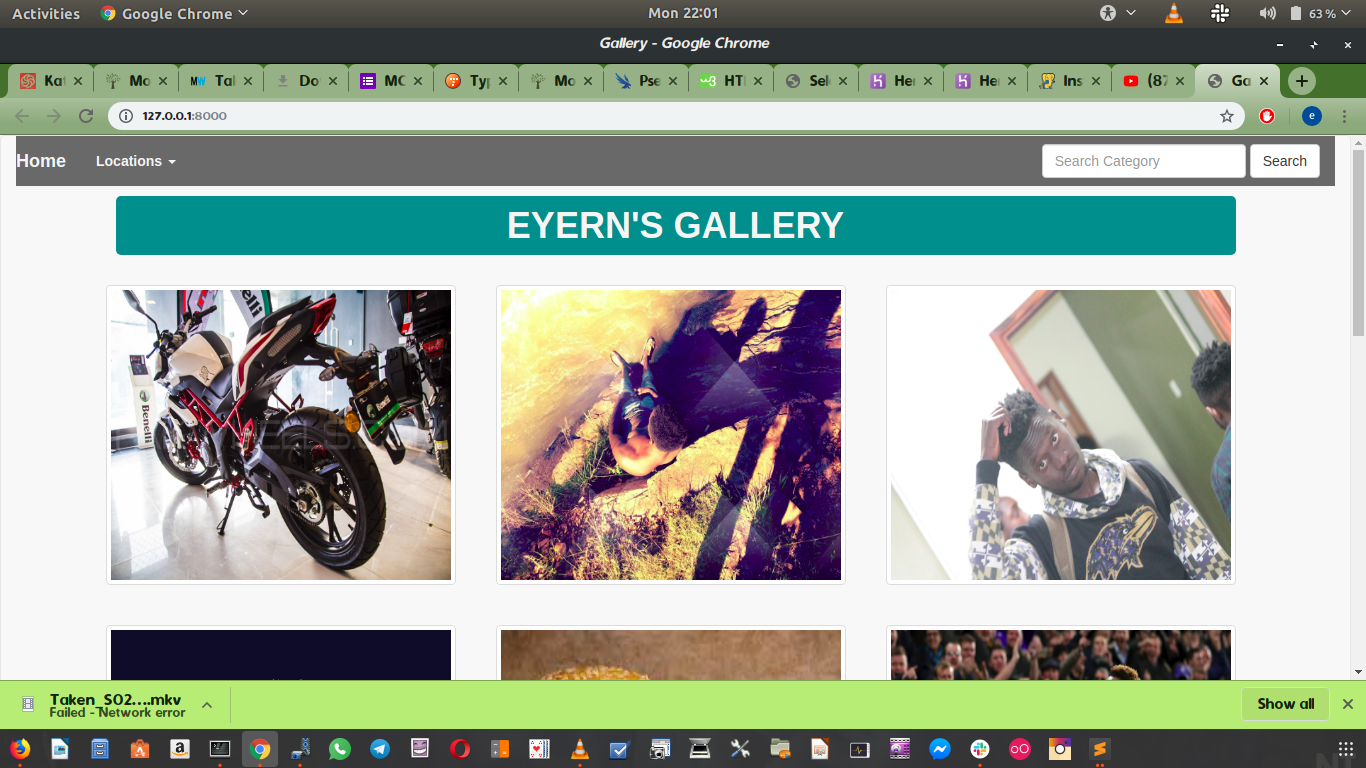 Activities Google Chrome Mon 22:01 63 %
Gallery - Google Chrome
Kat Mo Tal Do MC Typ Mo Pse HT Sel Her Her Ins (87 Ga
127.0.0.1:8000 e
Home Locations Search Category Search
EYERN'S GALLERY
Benelli
Taken_S02....mkv Show all
Failed - Network error